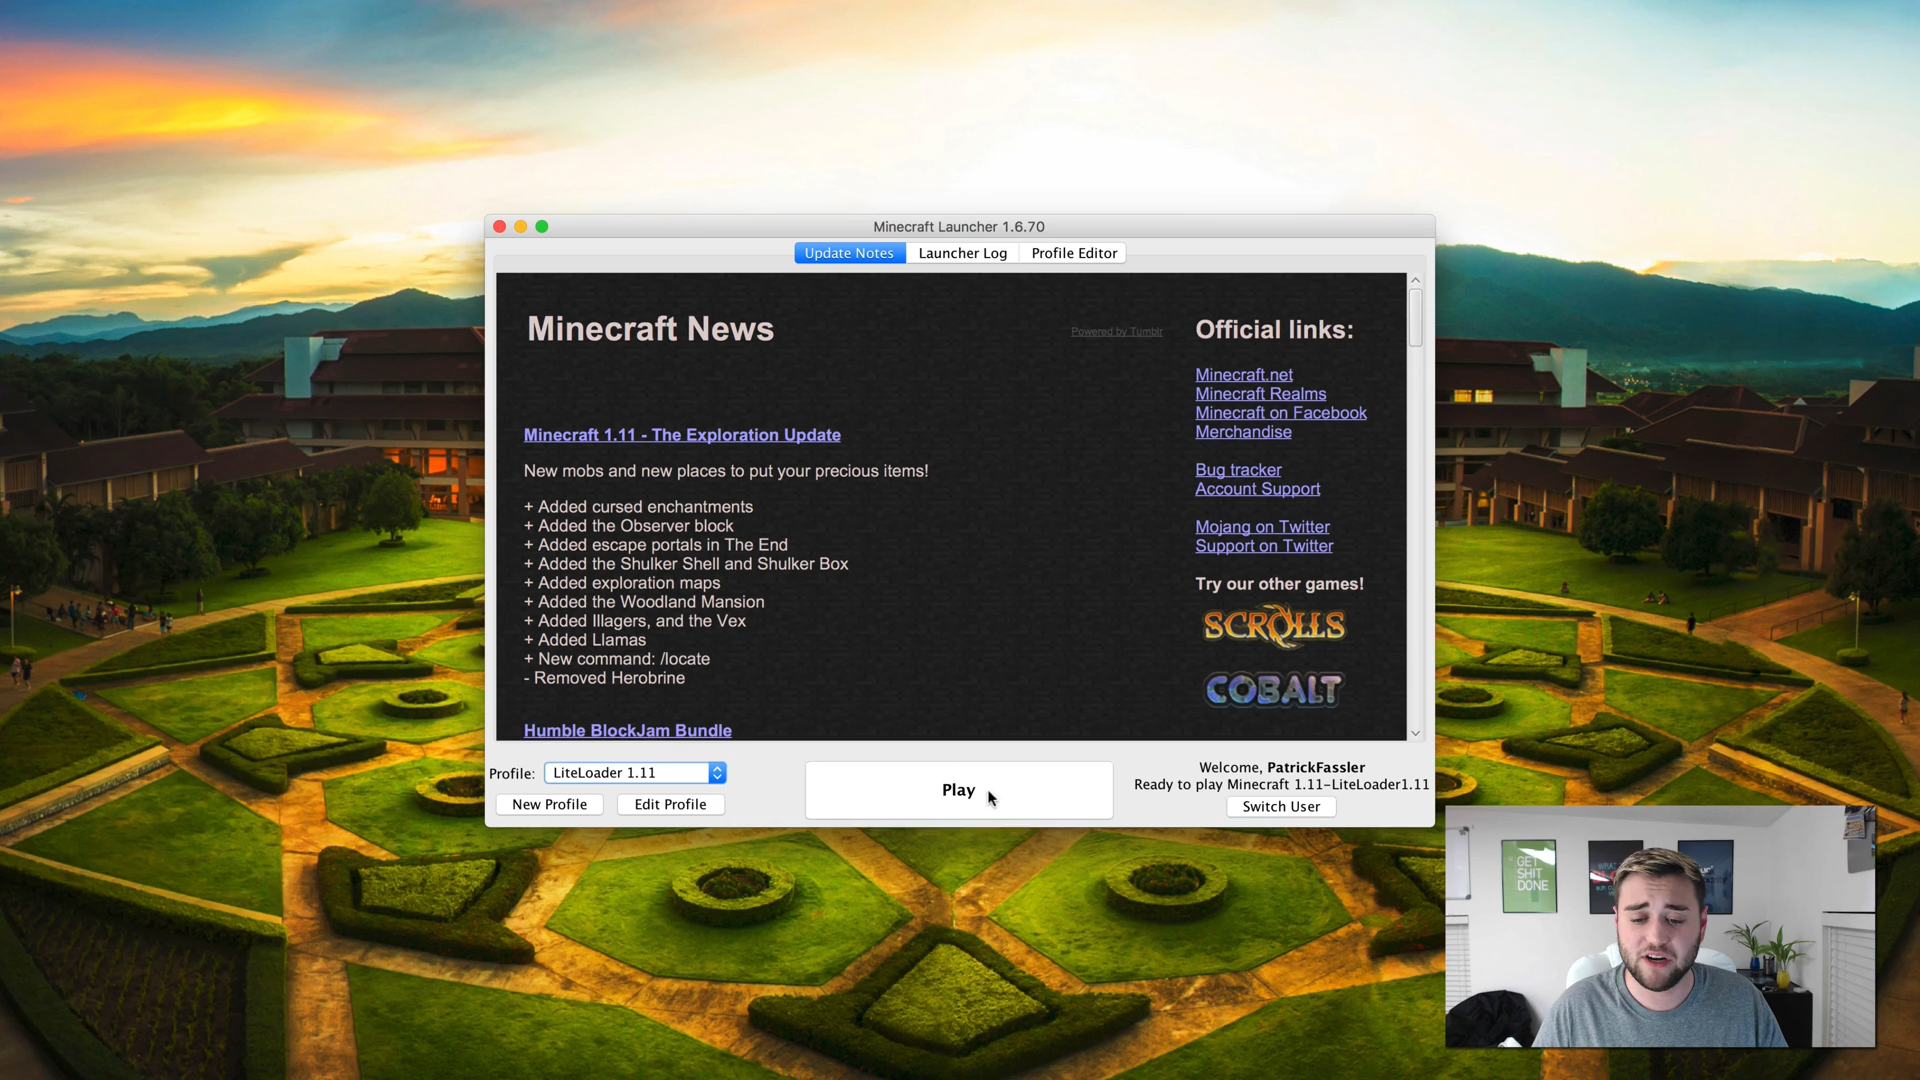 Minecraft Launcher 1.6.70
Update Notes
Launcher Log
Profile Editor
Minecraft News
Powered by Tumblr
Official links:
Minecraft.net
Minecraft Realms
Minecraft on Facebook
Merchandise
Bug tracker
Account Support
Mojang on Twitter
Support on Twitter
Try our other games!
SCROLLS
COBALT
Minecraft 1.11 - The Exploration Update
New mobs and new places to put your precious items!
+ Added cursed enchantments
+ Added the Observer block
+ Added escape portals in The End
+ Added the Shulker Shell and Shulker Box
+ Added exploration maps
+ Added the Woodland Mansion
+ Added Illagers, and the Vex
+ Added Llamas
+ New command: /locate
- Removed Herobrine
Humble BlockJam Bundle
Profile:
LiteLoader 1.11
New Profile
Edit Profile
Play
Welcome, PatrickFassler
Ready to play Minecraft 1.11-LiteLoader1.11
Switch User
GET
SHIT
DONE